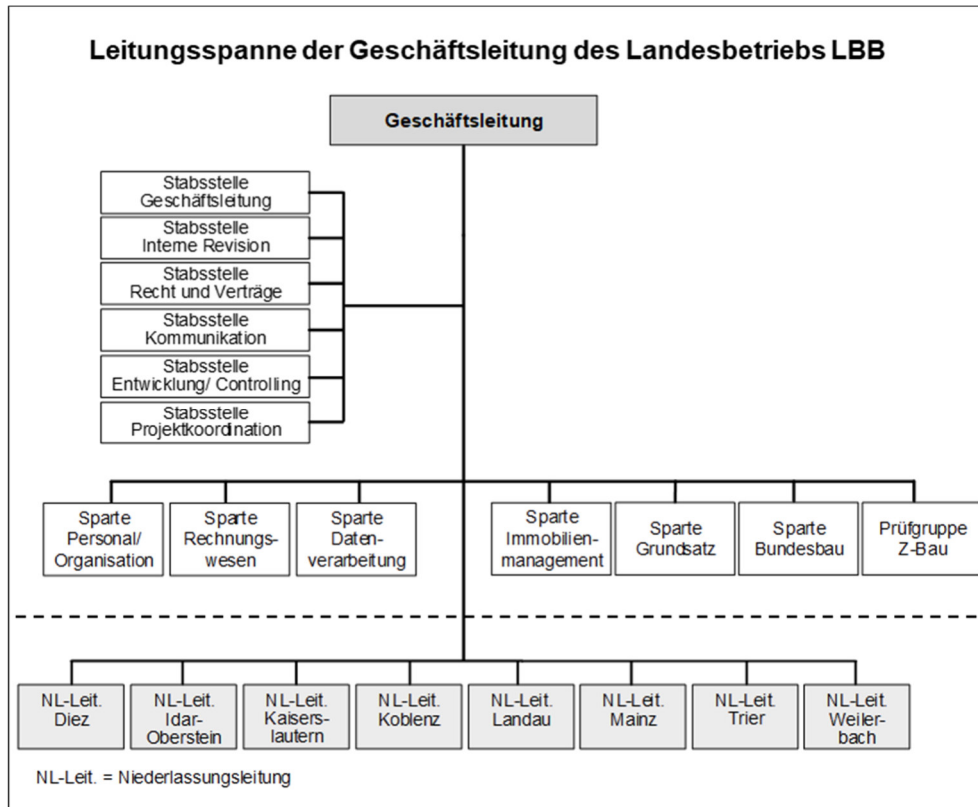 Leitungsspanne der Geschäftsleitung des Landesbetriebs LBB
Geschäftsleitung
Stabsstelle
Geschäftsleitung
Stabsstelle
Interne Revision
Stabsstelle
Recht und Verträge
Stabsstelle
Kommunikation
Stabsstelle
Entwicklung/ Controlling
Stabsstelle
Projektkoordination
Sparte
Personal/
Organisation
Sparte
Rechnungs-
wesen
Sparte
Daten-
verarbeitung
Sparte
Immobilien-
management
Sparte
Grundsatz
Sparte
Bundesbau
Prüfgruppe
Z-Bau
NL-Leit.
Diez
NL-Leit.
Idar-
Oberstein
NL-Leit.
Kaisers-
lautern
NL-Leit.
Koblenz
NL-Leit.
Landau
NL-Leit.
Mainz
NL-Leit.
Trier
NL-Leit.
Weiler-
bach
NL-Leit. = Niederlassungsleitung